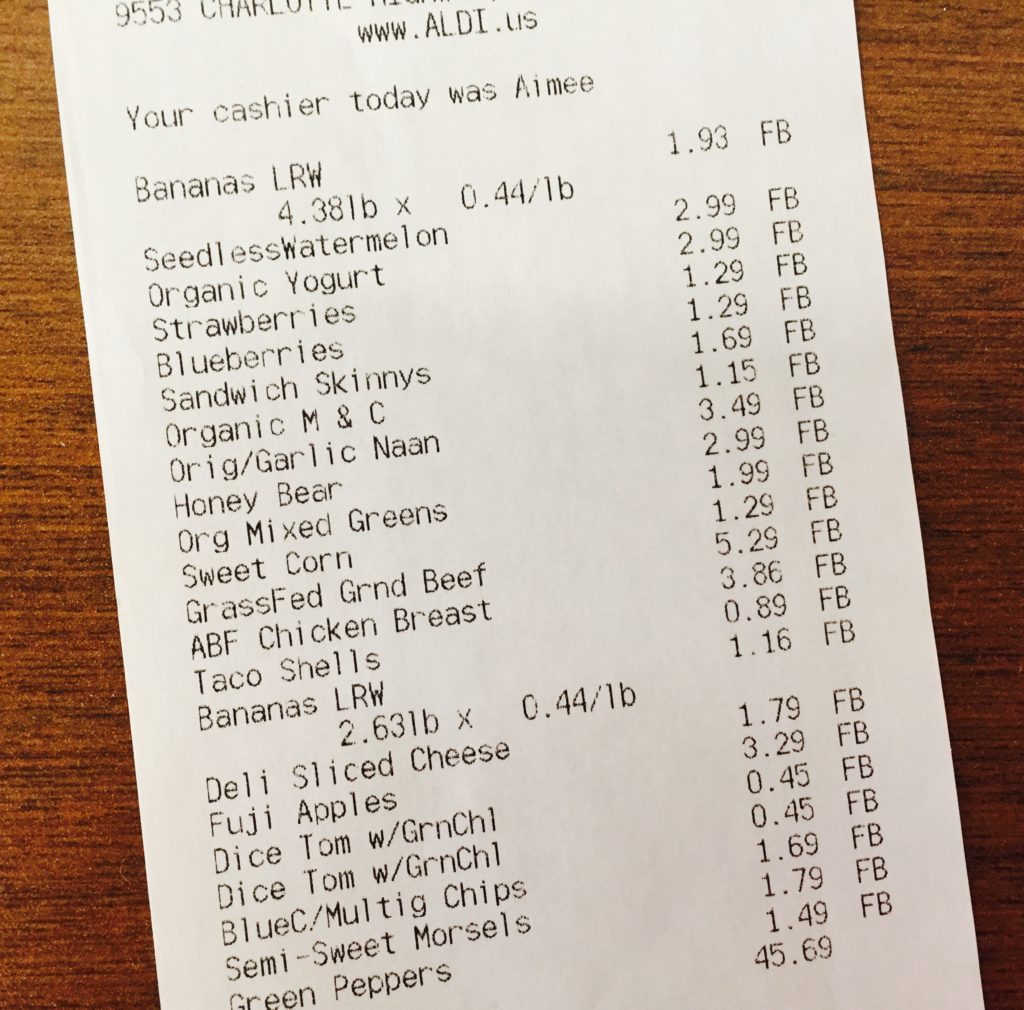 9553 CHARLOTTE
www.ALDI.us
Your cashier today was Aimee
Bananas LRW 1.93 FB
4.38lb x 0.44/lb
SeedlessWatermelon 2.99 FB
Organic Yogurt 2.99 FB
Strawberries 1.29 FB
Blueberries 1.29 FB
Sandwich Skinnys 1.69 FB
Organic M & C 1.15 FB
Orig/Garlic Naan 3.49 FB
Honey Bear 2.99 FB
Org Mixed Greens 1.99 FB
Sweet Corn 1.29 FB
GrassFed Grnd Beef 5.29 FB
ABF Chicken Breast 3.86 FB
Taco Shells 0.89 FB
Bananas LRW 1.16 FB
2.63lb x 0.44/lb
Deli Sliced Cheese 1.79 FB
Fuji Apples 3.29 FB
Dice Tom w/GrnChl 0.45 FB
Dice Tom w/GrnChl 0.45 FB
BlueC/Multig Chips 1.69 FB
Semi-Sweet Morsels 1.79 FB
Green Peppers 1.49 FB
45.69